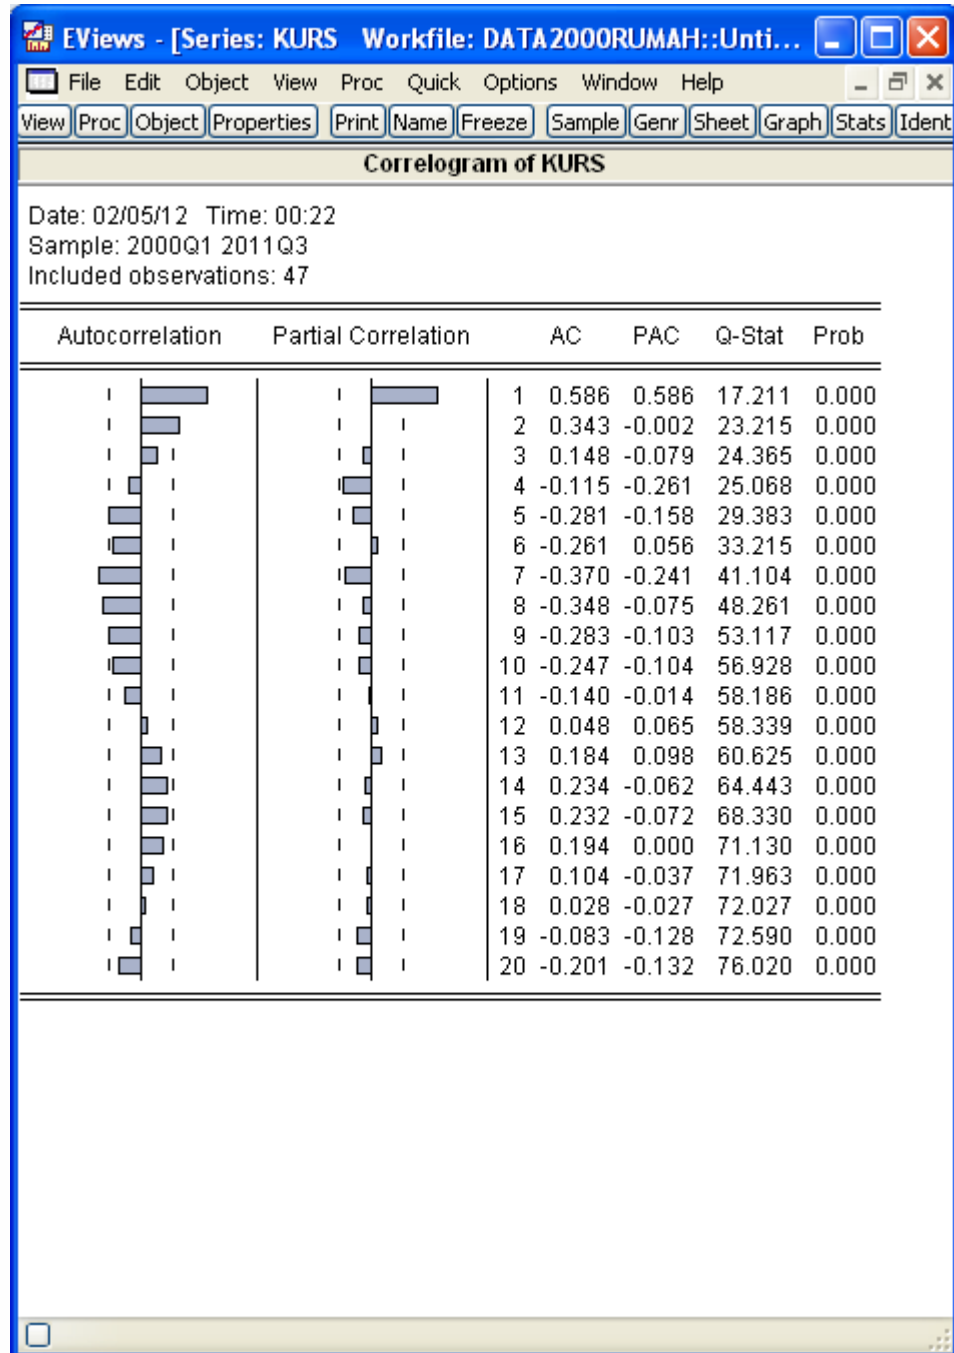 EViews - [Series: KURS Workfile: DATA2000RUMAH::Unti...
File Edit Object View Proc Quick Options Window Help
View Proc Object Properties Print Name Freeze Sample Genr Sheet Graph Stats Ident
Correlogram of KURS
Date: 02/05/12 Time: 00:22
Sample: 2000Q1 2011Q3
Included observations: 47
Autocorrelation Partial Correlation AC PAC Q-Stat Prob
1 0.586 0.586 17.211 0.000
2 0.343 -0.002 23.215 0.000
3 0.148 -0.079 24.365 0.000
4 -0.115 -0.261 25.068 0.000
5 -0.281 -0.158 29.383 0.000
6 -0.261 0.056 33.215 0.000
7 -0.370 -0.241 41.104 0.000
8 -0.348 -0.075 48.261 0.000
9 -0.283 -0.103 53.117 0.000
10 -0.247 -0.104 56.928 0.000
11 -0.140 -0.014 58.186 0.000
12 0.048 0.065 58.339 0.000
13 0.184 0.098 60.625 0.000
14 0.234 -0.062 64.443 0.000
15 0.232 -0.072 68.330 0.000
16 0.194 0.000 71.130 0.000
17 0.104 -0.037 71.963 0.000
18 0.028 -0.027 72.027 0.000
19 -0.083 -0.128 72.590 0.000
20 -0.201 -0.132 76.020 0.000